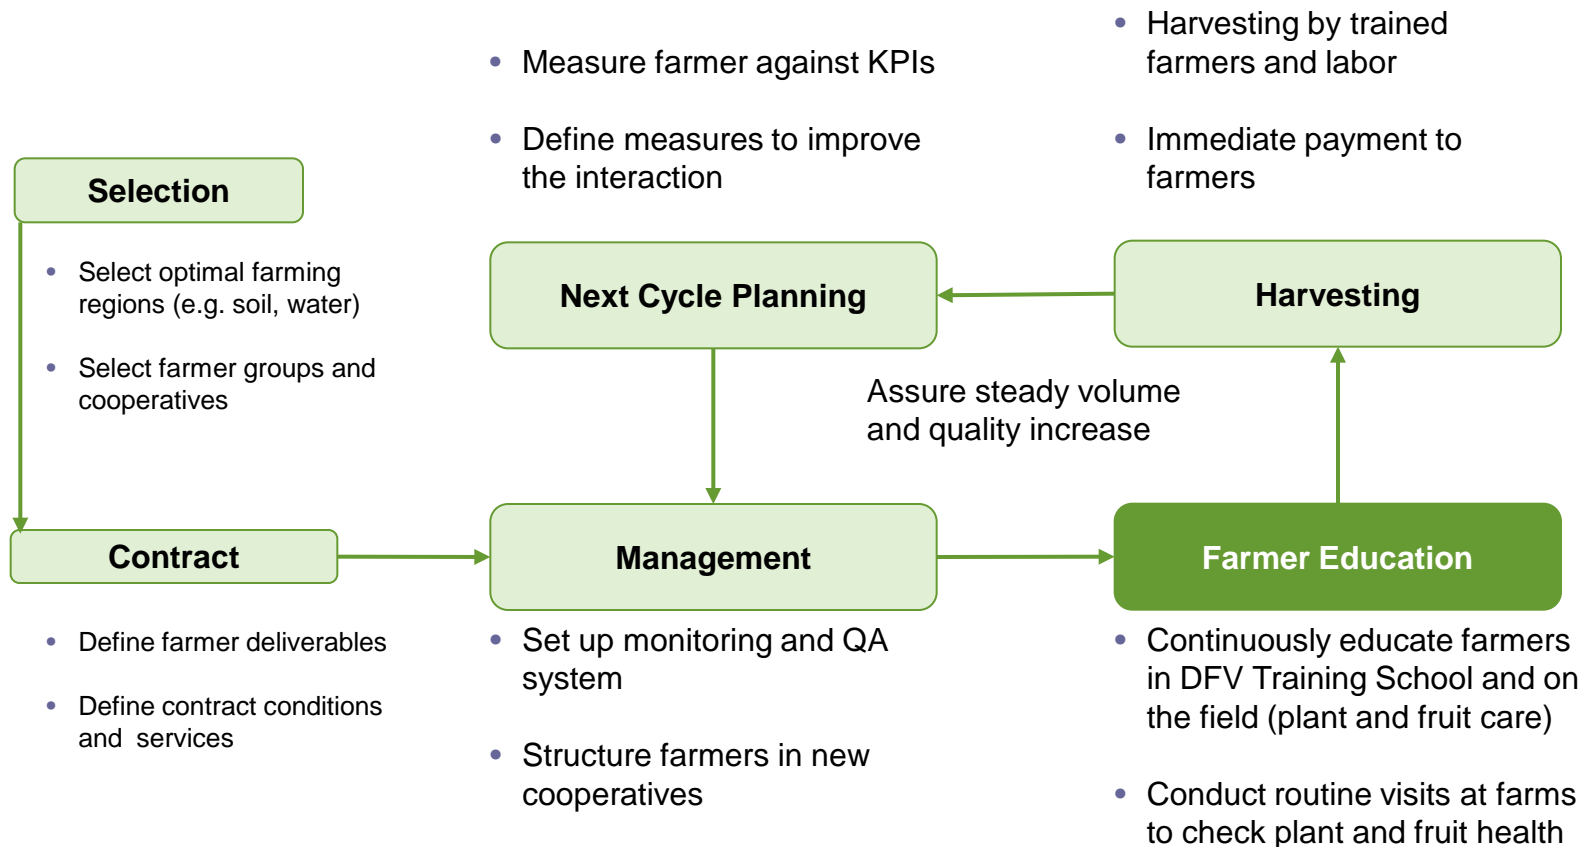 Selection
• Select optimal farming
regions (e.g. soil, water)
• Select farmer groups and
cooperatives
Contract
• Define farmer deliverables
• Define contract conditions
and  services
• Measure farmer against KPIs
• Define measures to improve
the interaction
Next Cycle Planning
• Harvesting by trained
farmers and labor
• Immediate payment to
farmers
Harvesting
Assure steady volume
and quality increase
Management
• Set up monitoring and QA
system
• Structure farmers in new
cooperatives
Farmer Education
• Continuously educate farmers
in DFV Training School and on
the field (plant and fruit care)
• Conduct routine visits at farms
to check plant and fruit health